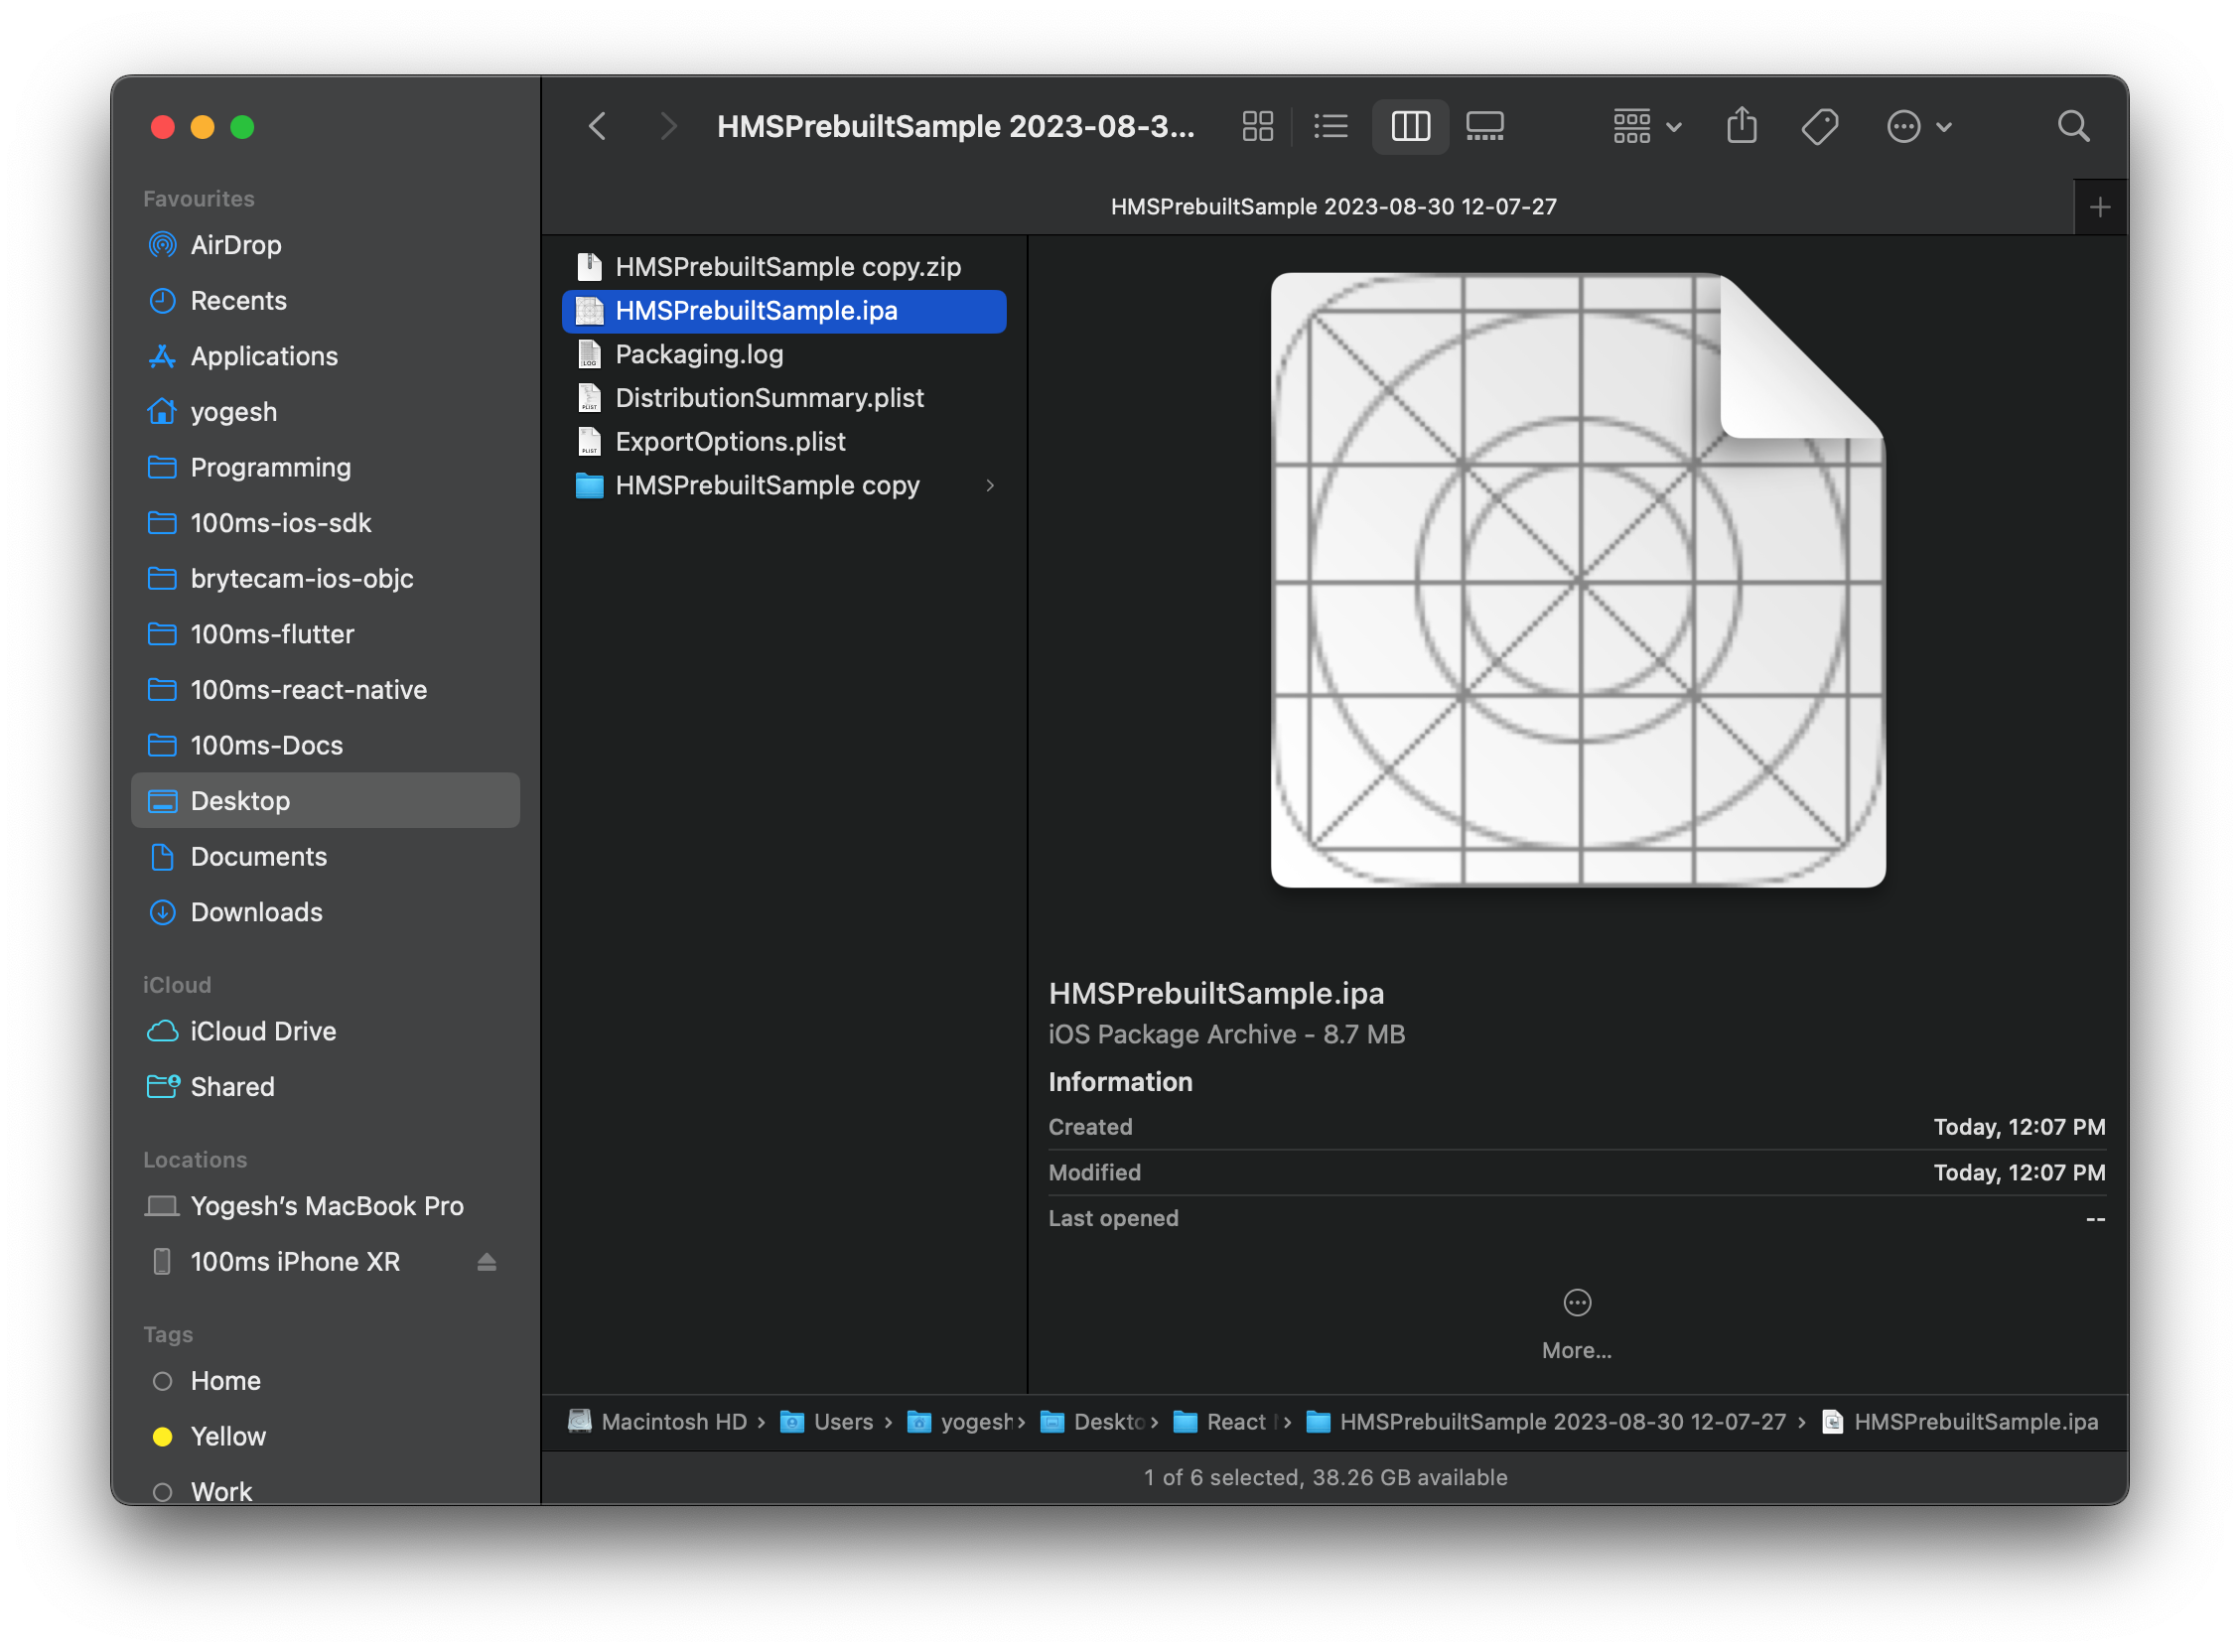 HMSPrebuiltSample 2023-08-3...
HMSPrebuiltSample 2023-08-30 12-07-27
Favourites
AirDrop
Recents
Applications
yogesh
Programming
100ms-ios-sdk
brytecam-ios-objc
100ms-flutter
100ms-react-native
100ms-Docs
Desktop
Documents
Downloads
iCloud
iCloud Drive
Shared
Locations
Yogesh’s MacBook Pro
100ms iPhone XR
Tags
Home
Yellow
Work
HMSPrebuiltSample copy.zip
HMSPrebuiltSample.ipa
Packaging.log
DistributionSummary.plist
ExportOptions.plist
HMSPrebuiltSample copy
HMSPrebuiltSample.ipa
iOS Package Archive - 8.7 MB
Information
Created Today, 12:07 PM
Modified Today, 12:07 PM
Last opened --
More...
Macintosh HD › Users › yogesh › Deskto › React › HMSPrebuiltSample 2023-08-30 12-07-27 › HMSPrebuiltSample.ipa
1 of 6 selected, 38.26 GB available